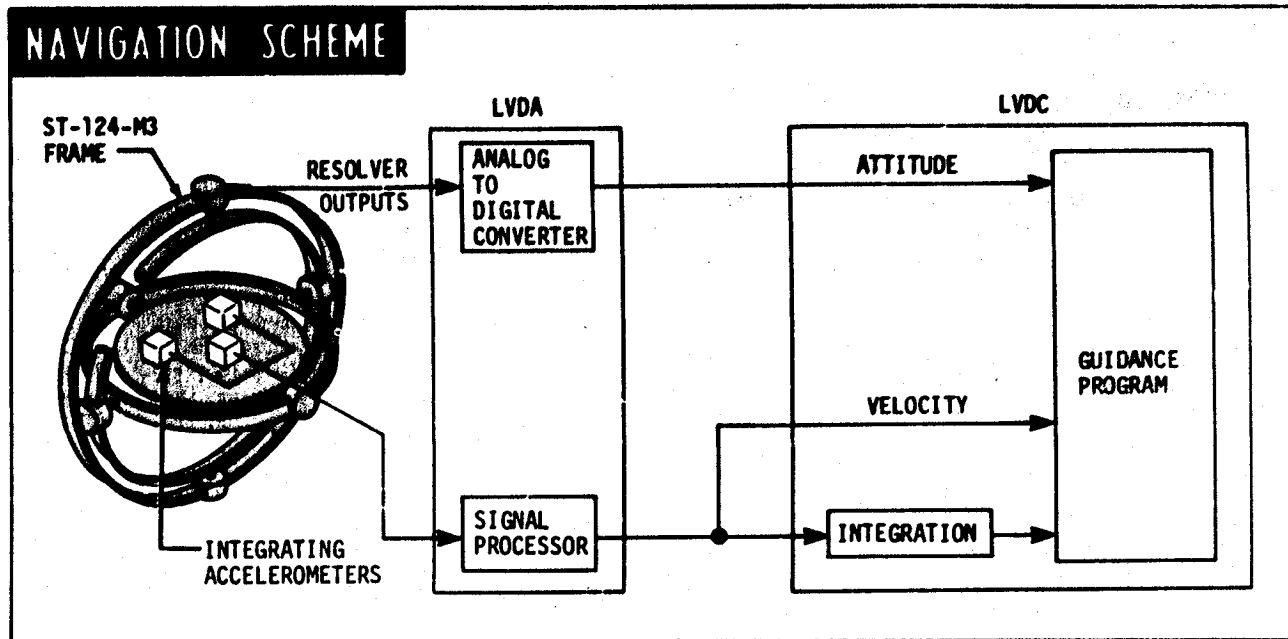 NAVIGATION SCHEME
ST-124-M3
FRAME
RESOLVER
OUTPUTS
INTEGRATING
ACCELEROMETERS
LVDA
ANALOG
TO
DIGITAL
CONVERTER
SIGNAL
PROCESSOR
LVDC
ATTITUDE
VELOCITY
INTEGRATION
GUIDANCE
PROGRAM